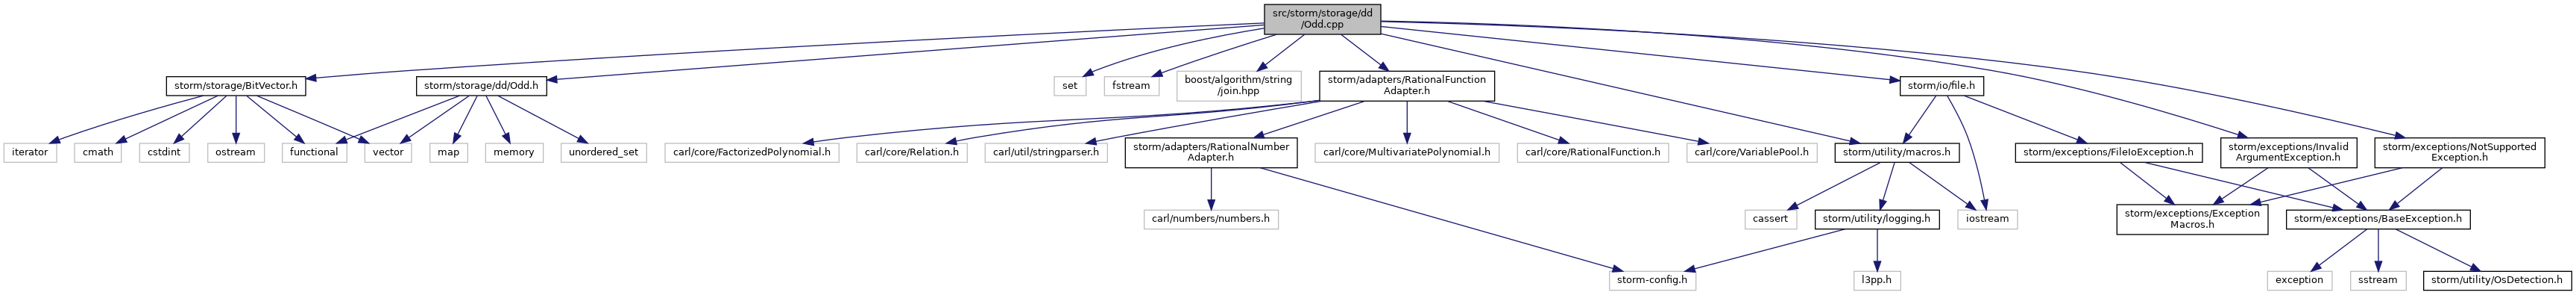 src/storm/storage/dd
/Odd.cpp
storm/storage/BitVector.h
storm/storage/dd/Odd.h
set
fstream
boost/algorithm/string
/join.hpp
storm/adapters/RationalFunction
Adapter.h
storm/io/file.h
iterator
cmath
cstdint
ostream
functional
vector
map
memory
unordered_set
carl/core/FactorizedPolynomial.h
carl/core/Relation.h
carl/util/stringparser.h
storm/adapters/RationalNumber
Adapter.h
carl/core/MultivariatePolynomial.h
carl/core/RationalFunction.h
carl/core/VariablePool.h
storm/utility/macros.h
storm/exceptions/FileIoException.h
storm/exceptions/Invalid
ArgumentException.h
storm/exceptions/NotSupported
Exception.h
carl/numbers/numbers.h
cassert
storm/utility/logging.h
iostream
storm/exceptions/Exception
Macros.h
storm/exceptions/BaseException.h
storm-config.h
l3pp.h
exception
sstream
storm/utility/OsDetection.h